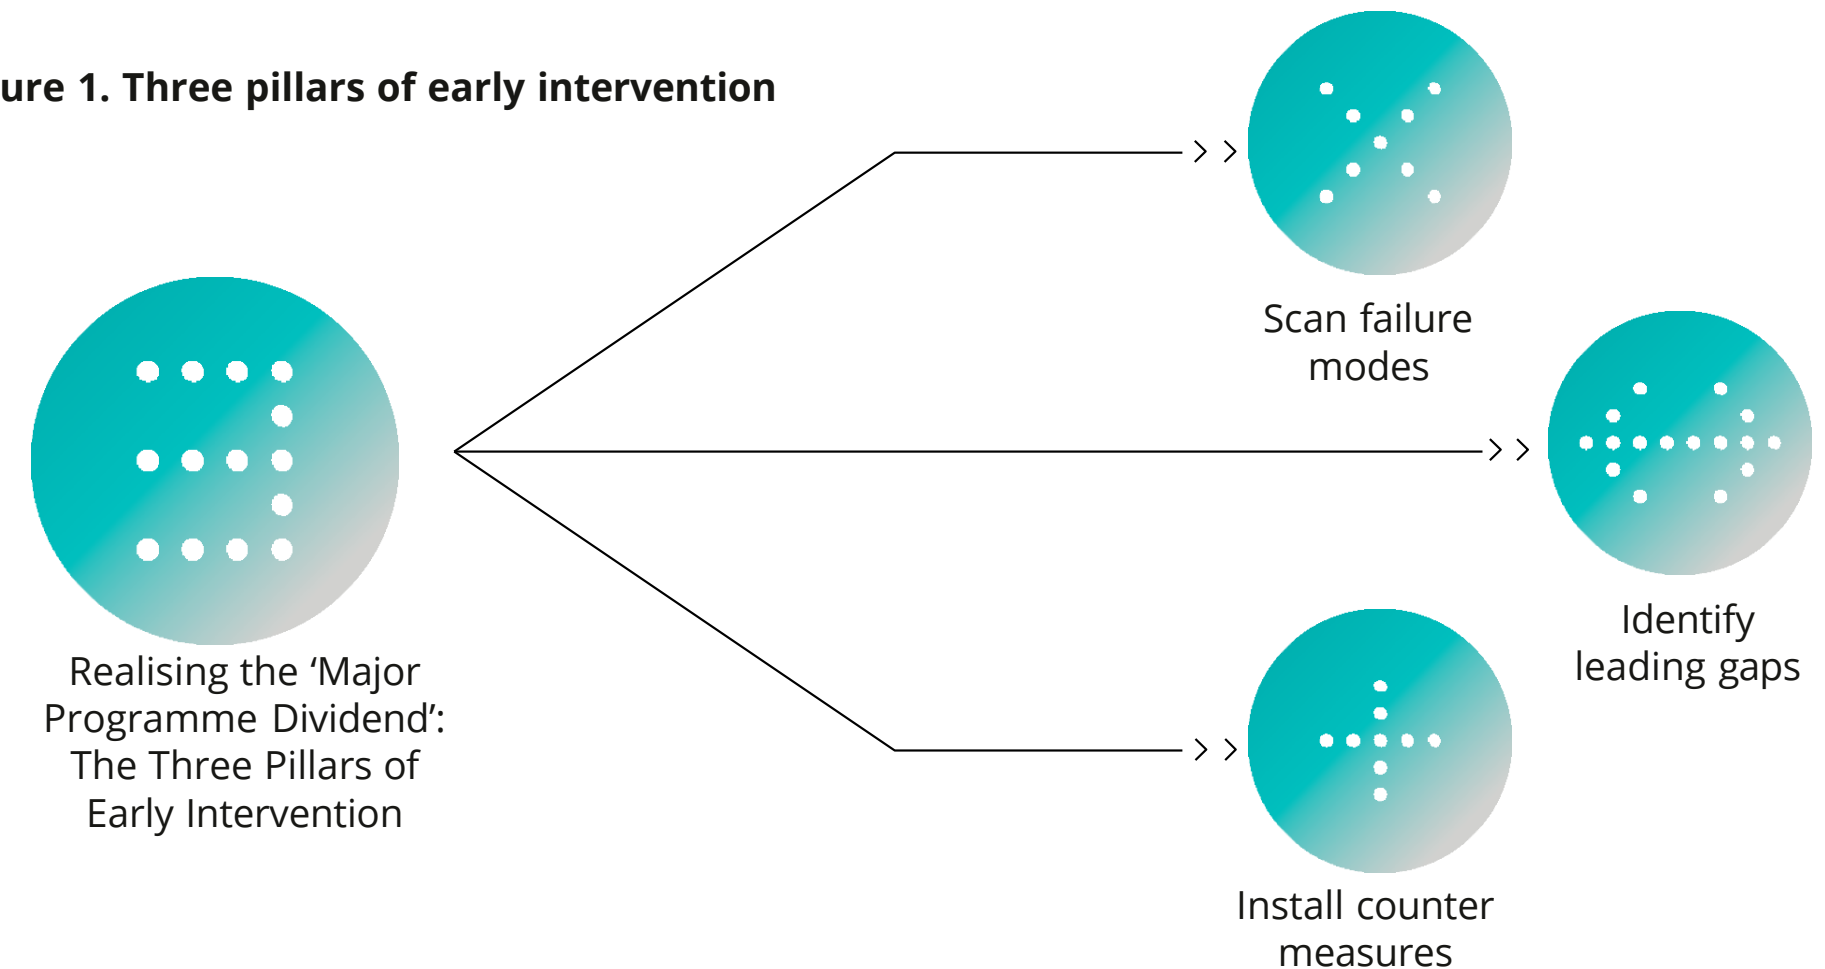 ure 1. Three pillars of early intervention
Scan failure
modes
Identify
leading gaps
Realising the ‘Major
Programme Dividend’:
The Three Pillars of
Early Intervention
Install counter
measures